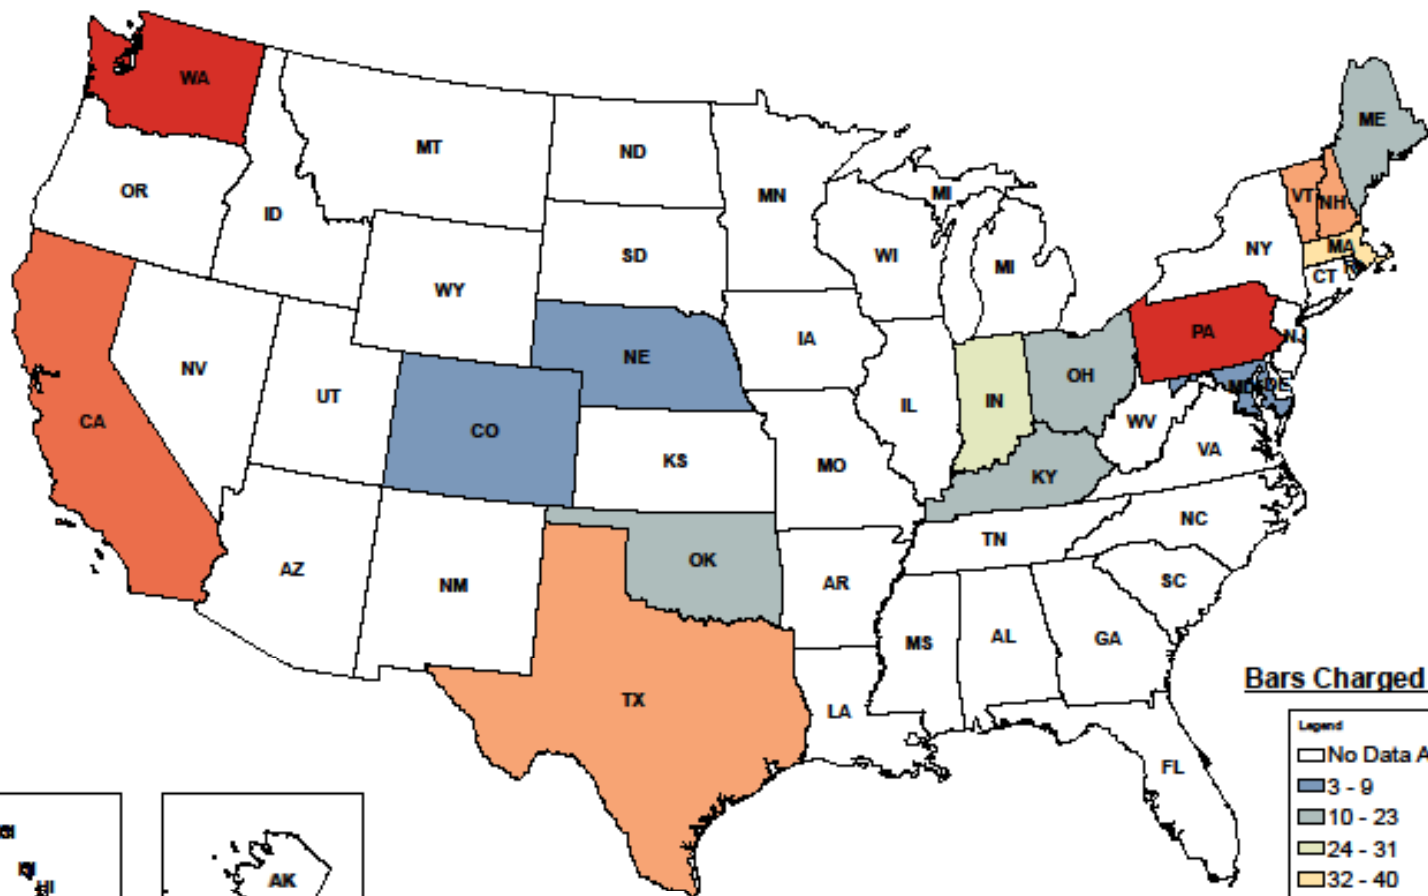 WA
ME
MT
ND
OR
MN
VT
NH
MI
ID
MA
NY
SD
WI
MI
CT
WY
PA
IA
NJ
NE
NV
OH
MD
DE
UT
IN
IL
CA
CO
WV
VA
KS
MO
KY
NC
TN
AZ
OK
NM
AR
SC
MS
AL
GA
TX
LA
Bars Charged
Legend
No Data A
FL
3 - 9
10 - 23
24 - 31
32 - 40
HI
AK